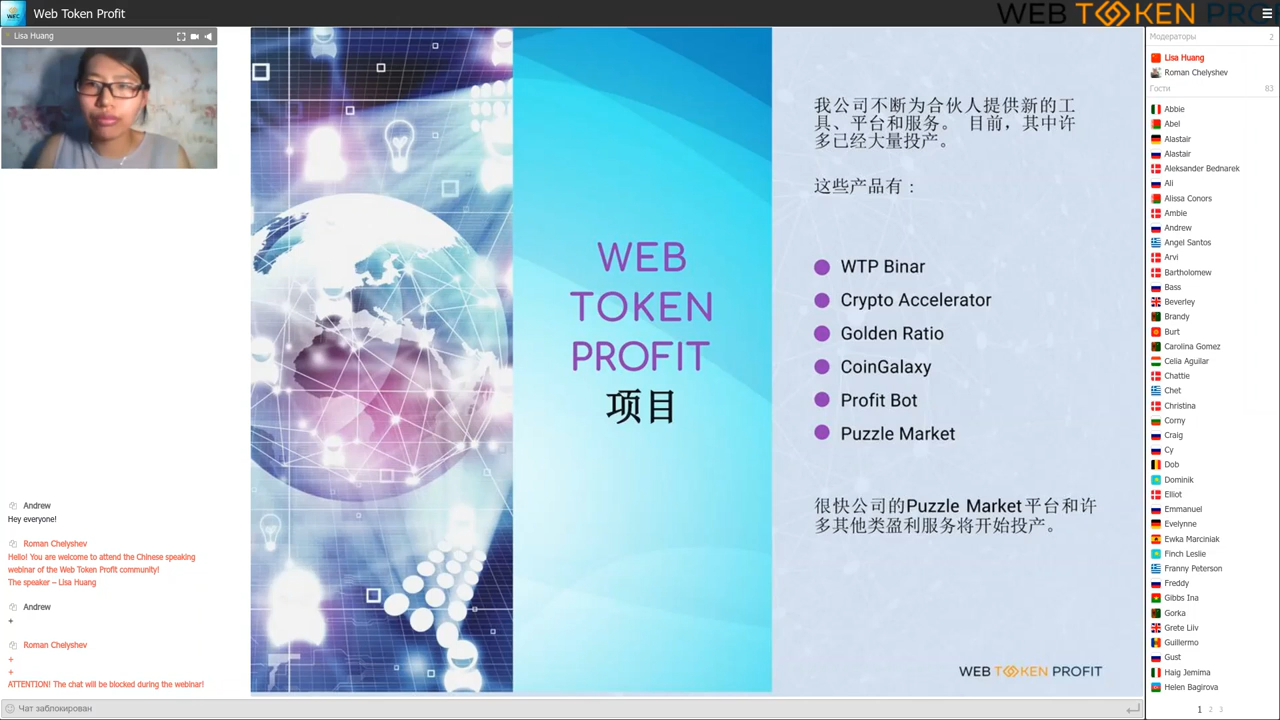 Web Token Profit
WEB TOKEN PROF
Lisa Huang
Andrew
Hey everyone!
Roman Chelyshev
Hello! You are welcome to attend the Chinese speaking
webinar of the Web Token Profit community!
The speaker – Lisa Huang
Andrew
+
Roman Chelyshev
+
+
ATTENTION! The chat will be blocked during the webinar!
Чат заблокирован
WEB
TOKEN
PROFIT
项目
我公司不断为合伙人提供新的工
具、平台和服务。 目前，其中许
多已经大量投产。
这些产品有：
WTP Binar
Crypto Accelerator
Golden Ratio
CoinGalaxy
ProfitBot
Puzzle Market
很快公司的Puzzle Market平台和许
多其他类盈利服务将开始投产。
WEB TOKEN PROFIT
Модераторы 2
Lisa Huang
Roman Chelyshev
Гости 83
Abbie
Abel
Alastair
Alastair
Aleksander Bednarek
Ali
Alissa Conors
Ambie
Andrew
Angel Santos
Arvi
Bartholomew
Bass
Beverley
Brandy
Burt
Carolina Gomez
Celia Aguilar
Chattie
Chet
Christina
Corny
Craig
Cy
Dob
Dominik
Elliot
Emmanuel
Evelynne
Ewka Marciniak
Finch Leslie
Franny Peterson
Freddy
Gibbs Ina
Gorka
Grete Liiv
Guillermo
Gust
Haig Jemima
Helen Bagirova
1 2 3